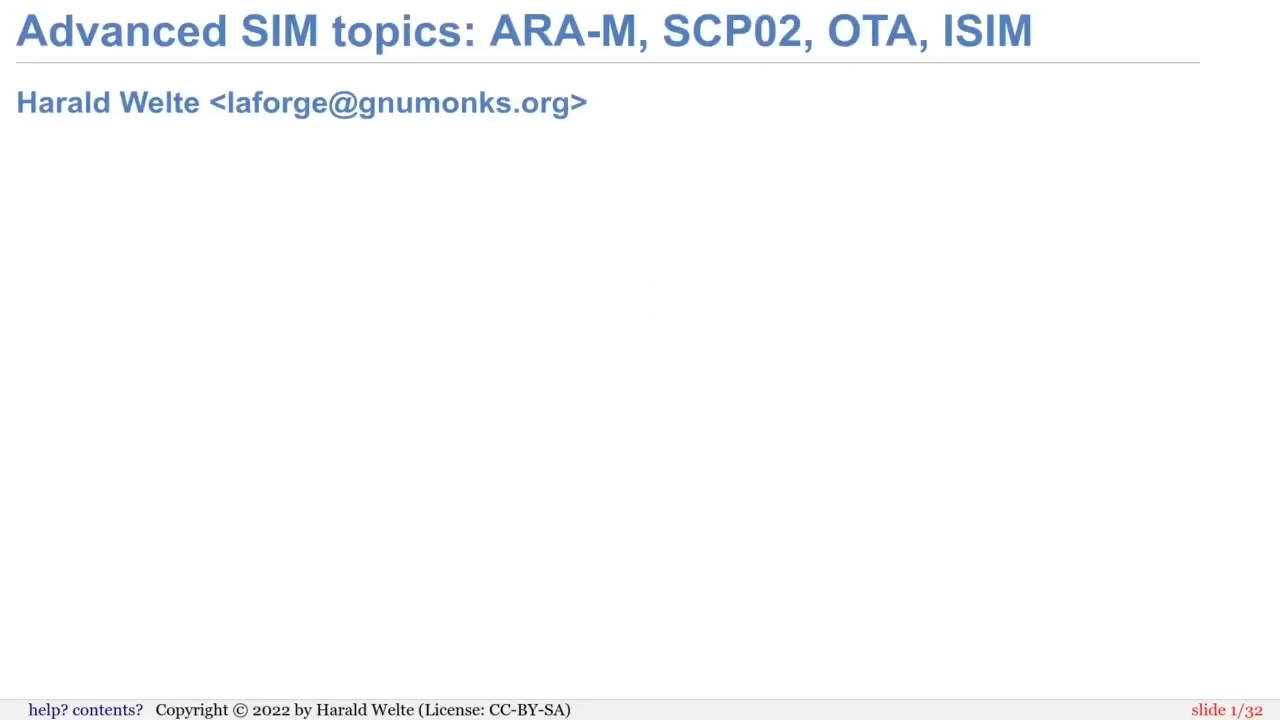 Advanced SIM topics: ARA-M, SCP02, OTA, ISIM
Harald Welte <laforge@gnumonks.org>
help? contents? Copyright © 2022 by Harald Welte (License: CC-BY-SA)
slide 1/32